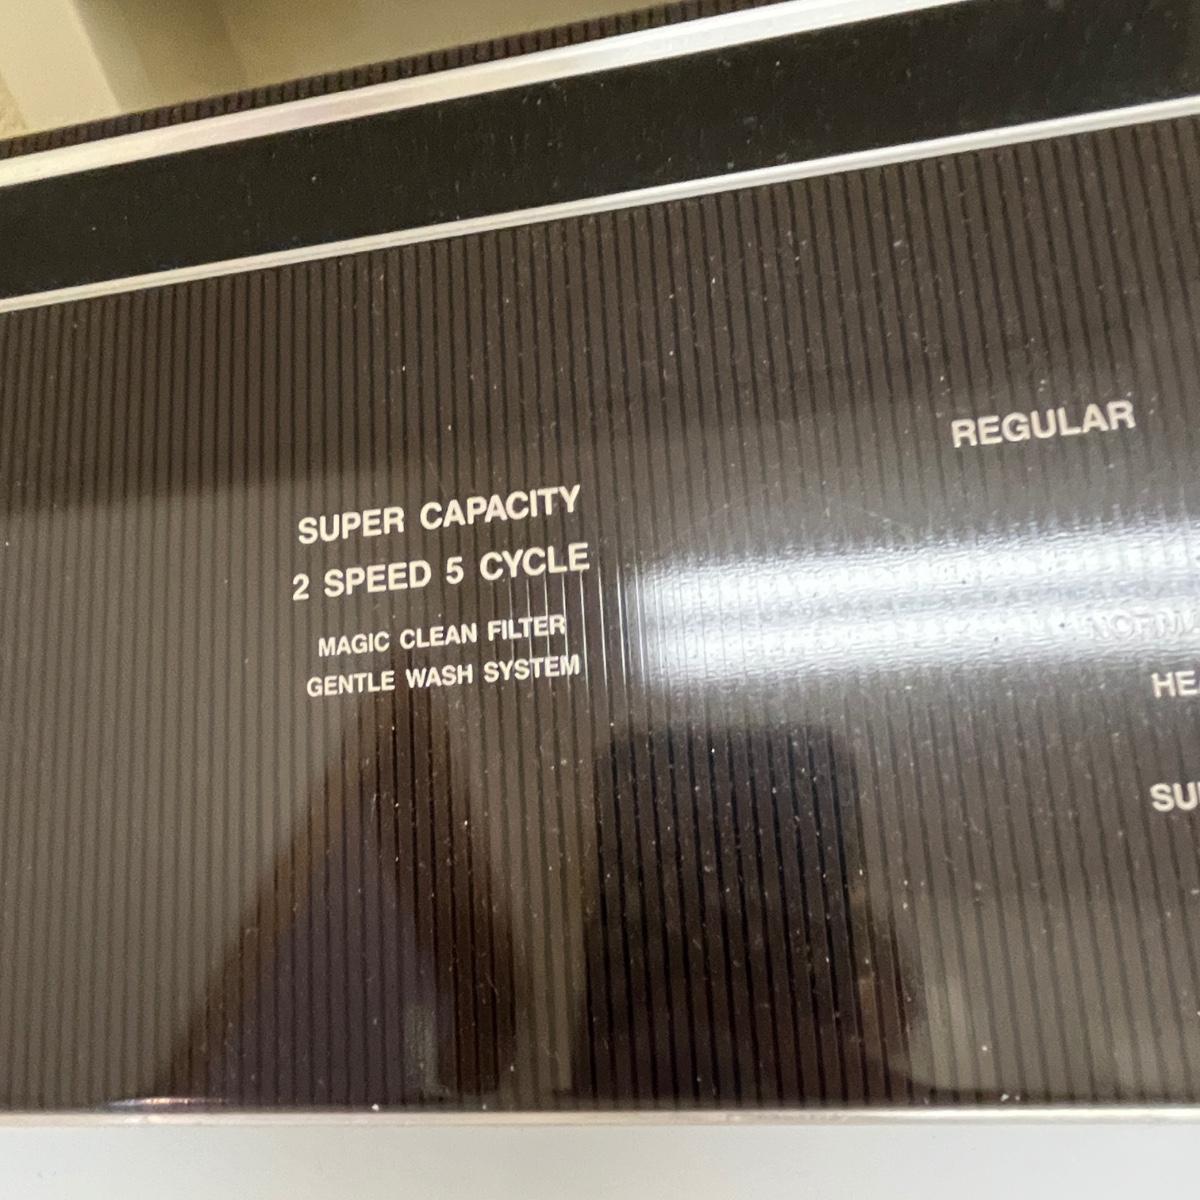 REGULAR
SUPER CAPACITY
2 SPEED 5 CYCLE
MAGIC CLEAN FILTER
GENTLE WASH SYSTEM